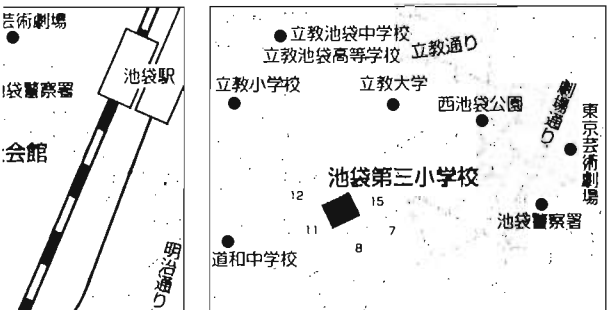 芸術劇場
池袋駅
袋警察署
会館
明治通り
立教池袋中学校
立教池袋高等学校
立教通り
立教小学校
立教大学
西池袋公園
劇場通り
東京芸術劇場
池袋第三小学校
12
15
11
7
8
池袋警察署
道和中学校